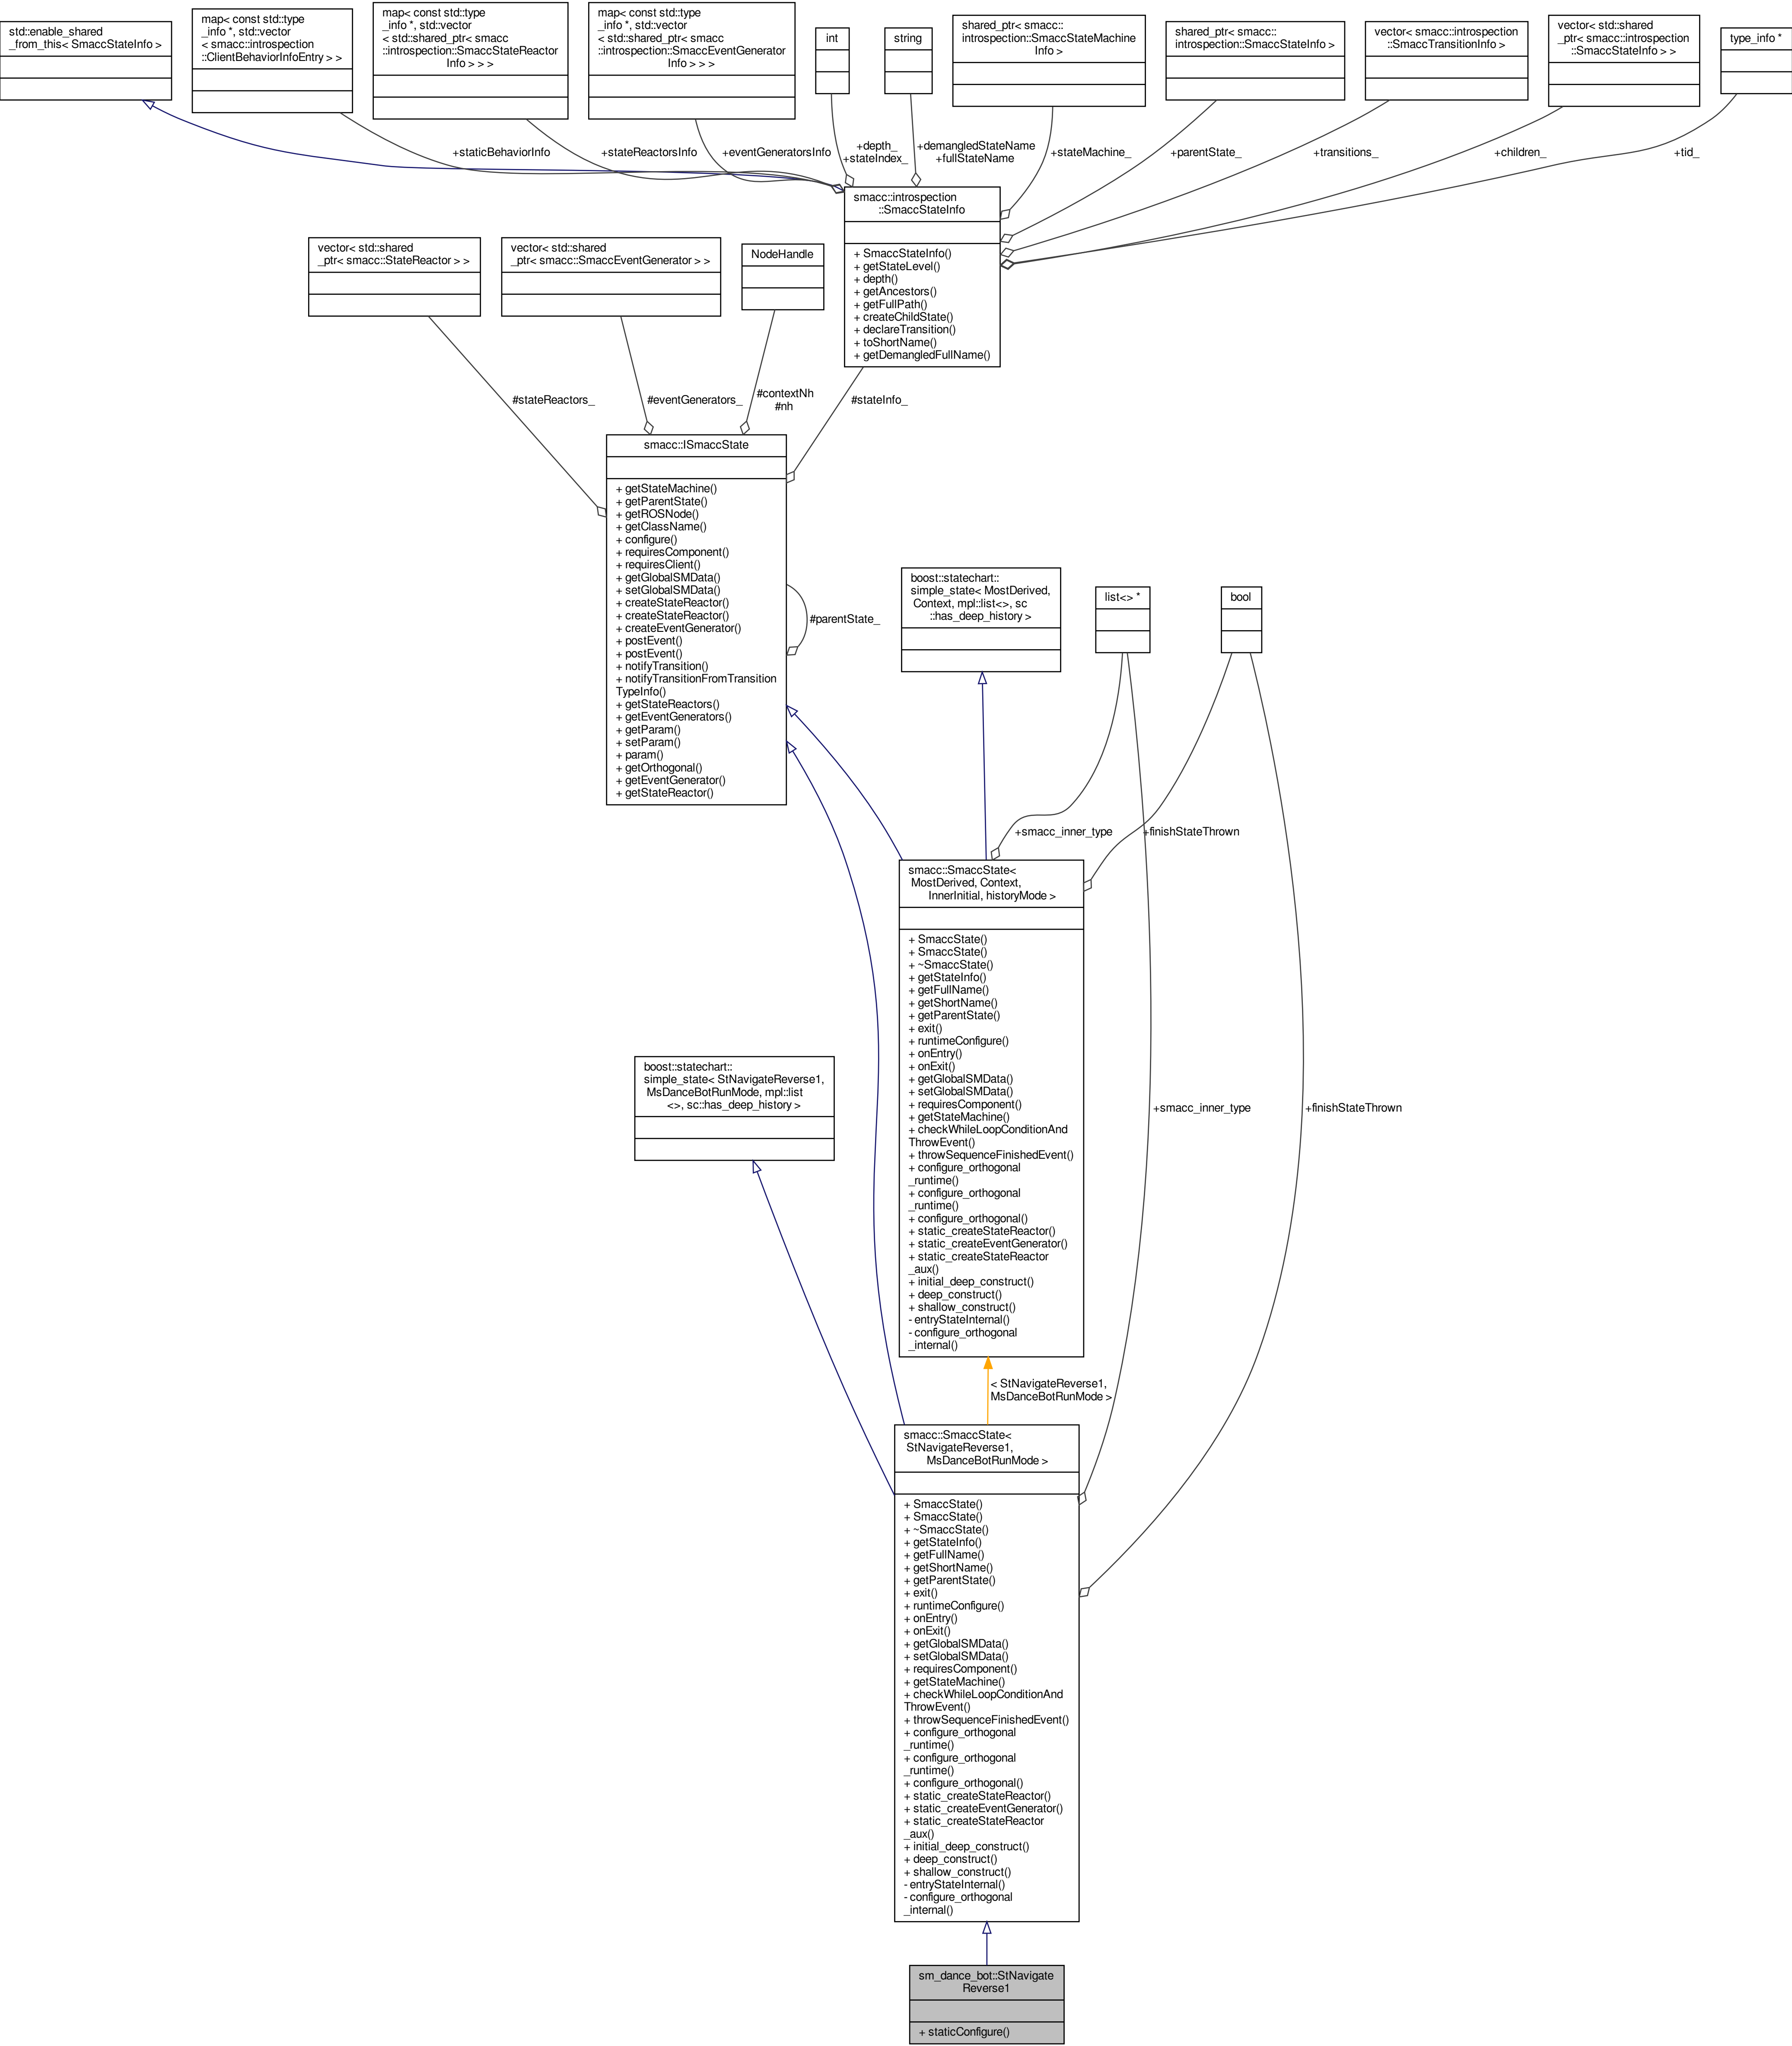 std::enable_shared
_from_this< SmaccStateInfo >
map< const std::type
_info *, std::vector
< smacc::introspection
::ClientBehaviorInfoEntry > >
map< const std::type
_info *, std::vector
< std::shared_ptr< smacc
::introspection::SmaccStateReactor
Info > > >
map< const std::type
_info *, std::vector
< std::shared_ptr< smacc
::introspection::SmaccEventGenerator
Info > > >
int
string
shared_ptr< smacc::
introspection::SmaccStateMachine
Info >
shared_ptr< smacc::
introspection::SmaccStateInfo >
vector< smacc::introspection
::SmaccTransitionInfo >
vector< std::shared
_ptr< smacc::introspection
::SmaccStateInfo > >
type_info *
+staticBehaviorInfo
+stateReactorsInfo
+eventGeneratorsInfo
+depth_
+stateIndex_
+demangledStateName
+fullStateName
+stateMachine_
+parentState_
+transitions_
+children_
+tid_
smacc::introspection
::SmaccStateInfo
+ SmaccStateInfo()
+ getStateLevel()
+ depth()
+ getAncestors()
+ getFullPath()
+ createChildState()
+ declareTransition()
+ toShortName()
+ getDemangledFullName()
vector< std::shared
_ptr< smacc::StateReactor > >
vector< std::shared
_ptr< smacc::SmaccEventGenerator > >
NodeHandle
#stateReactors_
#eventGenerators_
#contextNh
#nh
#stateInfo_
smacc::ISmaccState
+ getStateMachine()
+ getParentState()
+ getROSNode()
+ getClassName()
+ configure()
+ requiresComponent()
+ requiresClient()
+ getGlobalSMData()
+ setGlobalSMData()
+ createStateReactor()
+ createStateReactor()
+ createEventGenerator()
+ postEvent()
+ postEvent()
+ notifyTransition()
+ notifyTransitionFromTransition
TypeInfo()
+ getStateReactors()
+ getEventGenerators()
+ getParam()
+ setParam()
+ param()
+ getOrthogonal()
+ getEventGenerator()
+ getStateReactor()
#parentState_
boost::statechart::
simple_state< MostDerived,
Context, mpl::list<>, sc
::has_deep_history >
list<> *
bool
+smacc_inner_type
+finishStateThrown
smacc::SmaccState<
MostDerived, Context,
InnerInitial, historyMode >
+ SmaccState()
+ SmaccState()
+ ~SmaccState()
+ getStateInfo()
+ getFullName()
+ getShortName()
+ getParentState()
+ exit()
+ runtimeConfigure()
+ onEntry()
+ onExit()
+ getGlobalSMData()
+ setGlobalSMData()
+ requiresComponent()
+ getStateMachine()
+ checkWhileLoopConditionAnd
ThrowEvent()
+ throwSequenceFinishedEvent()
+ configure_orthogonal
_runtime()
+ configure_orthogonal
_runtime()
+ configure_orthogonal()
+ static_createStateReactor()
+ static_createEventGenerator()
+ static_createStateReactor
_aux()
+ initial_deep_construct()
+ deep_construct()
+ shallow_construct()
- entryStateInternal()
- configure_orthogonal
_internal()
boost::statechart::
simple_state< StNavigateReverse1,
MsDanceBotRunMode, mpl::list
<>, sc::has_deep_history >
+smacc_inner_type
+finishStateThrown
< StNavigateReverse1,
MsDanceBotRunMode >
smacc::SmaccState<
StNavigateReverse1,
MsDanceBotRunMode >
+ SmaccState()
+ SmaccState()
+ ~SmaccState()
+ getStateInfo()
+ getFullName()
+ getShortName()
+ getParentState()
+ exit()
+ runtimeConfigure()
+ onEntry()
+ onExit()
+ getGlobalSMData()
+ setGlobalSMData()
+ requiresComponent()
+ getStateMachine()
+ checkWhileLoopConditionAnd
ThrowEvent()
+ throwSequenceFinishedEvent()
+ configure_orthogonal
_runtime()
+ configure_orthogonal
_runtime()
+ configure_orthogonal()
+ static_createStateReactor()
+ static_createEventGenerator()
+ static_createStateReactor
_aux()
+ initial_deep_construct()
+ deep_construct()
+ shallow_construct()
- entryStateInternal()
- configure_orthogonal
_internal()
sm_dance_bot::StNavigate
Reverse1
+ staticConfigure()